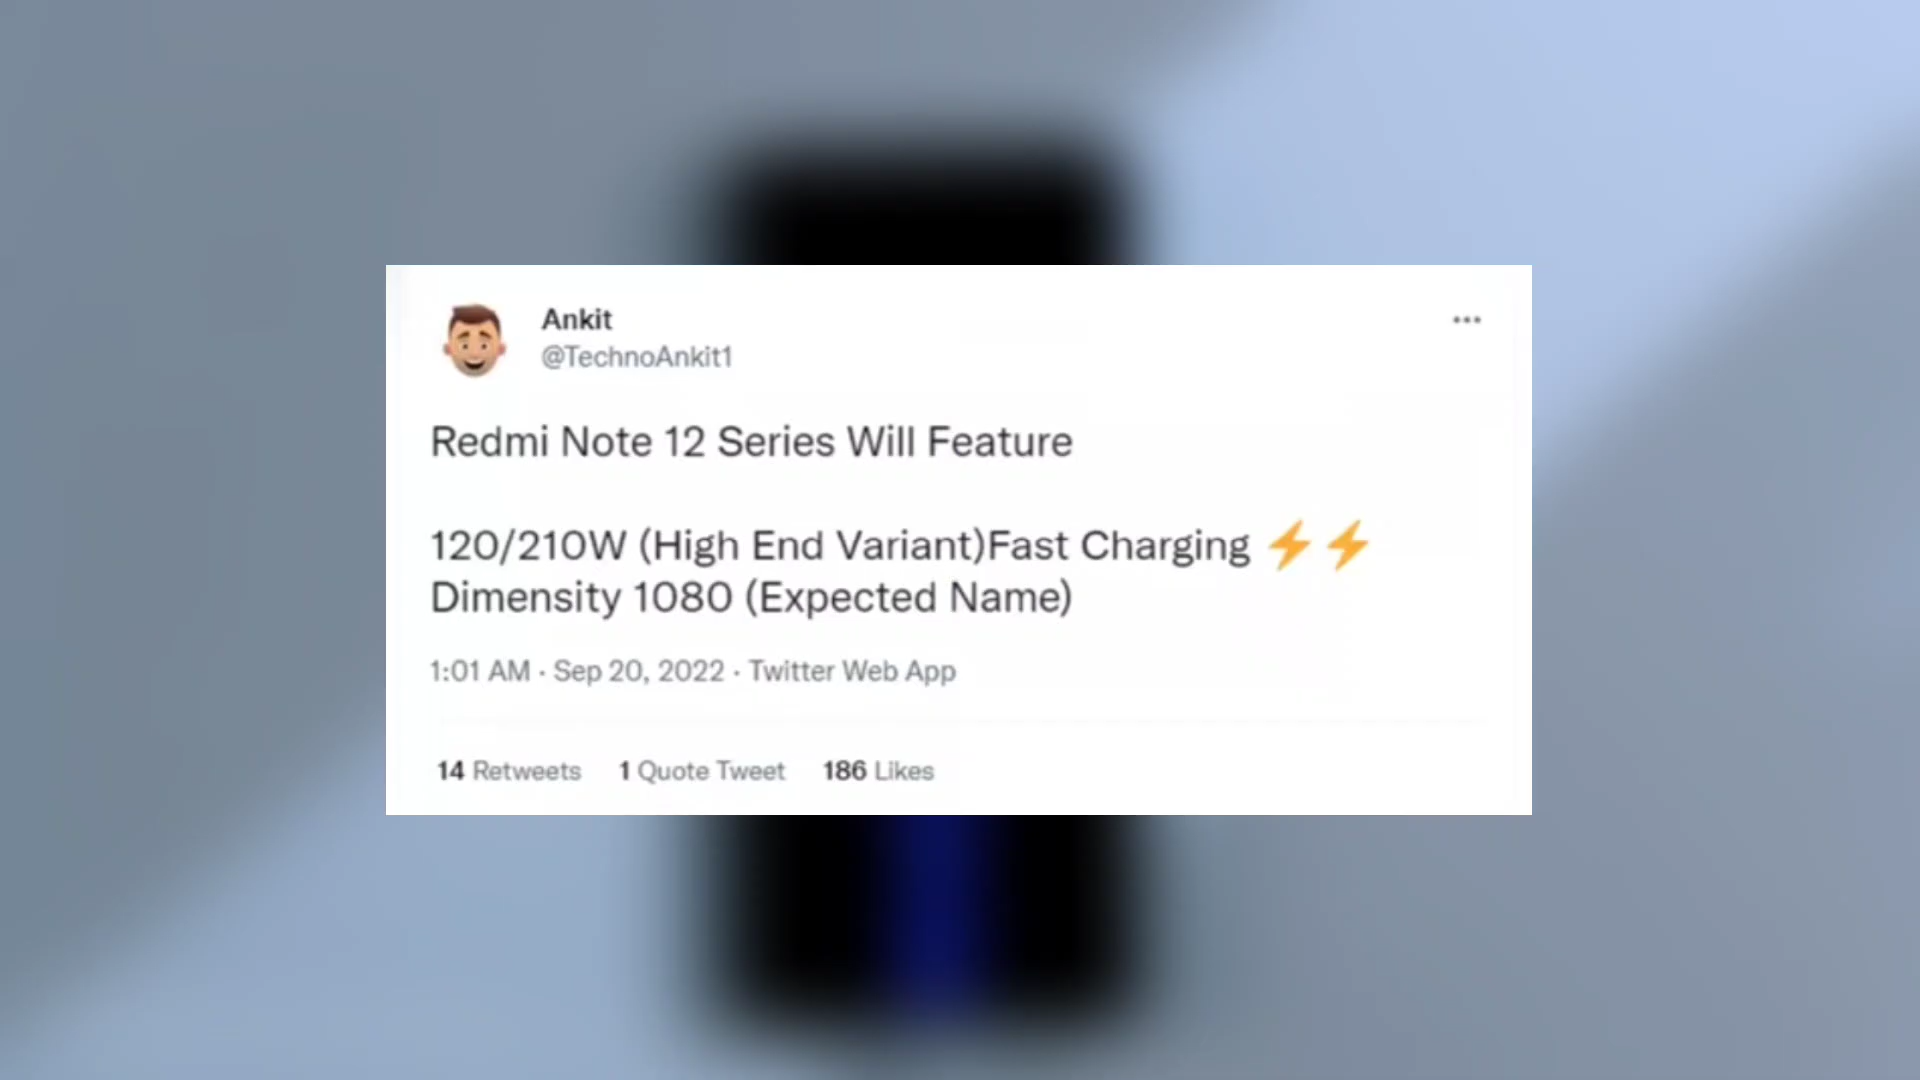 Ankit
@TechnoAnkit1
Redmi Note 12 Series Will Feature
120/210W (High End Variant)Fast Charging ⚡⚡
Dimensity 1080 (Expected Name)
1:01 AM · Sep 20, 2022 · Twitter Web App
14 Retweets 1 Quote Tweet 186 Likes